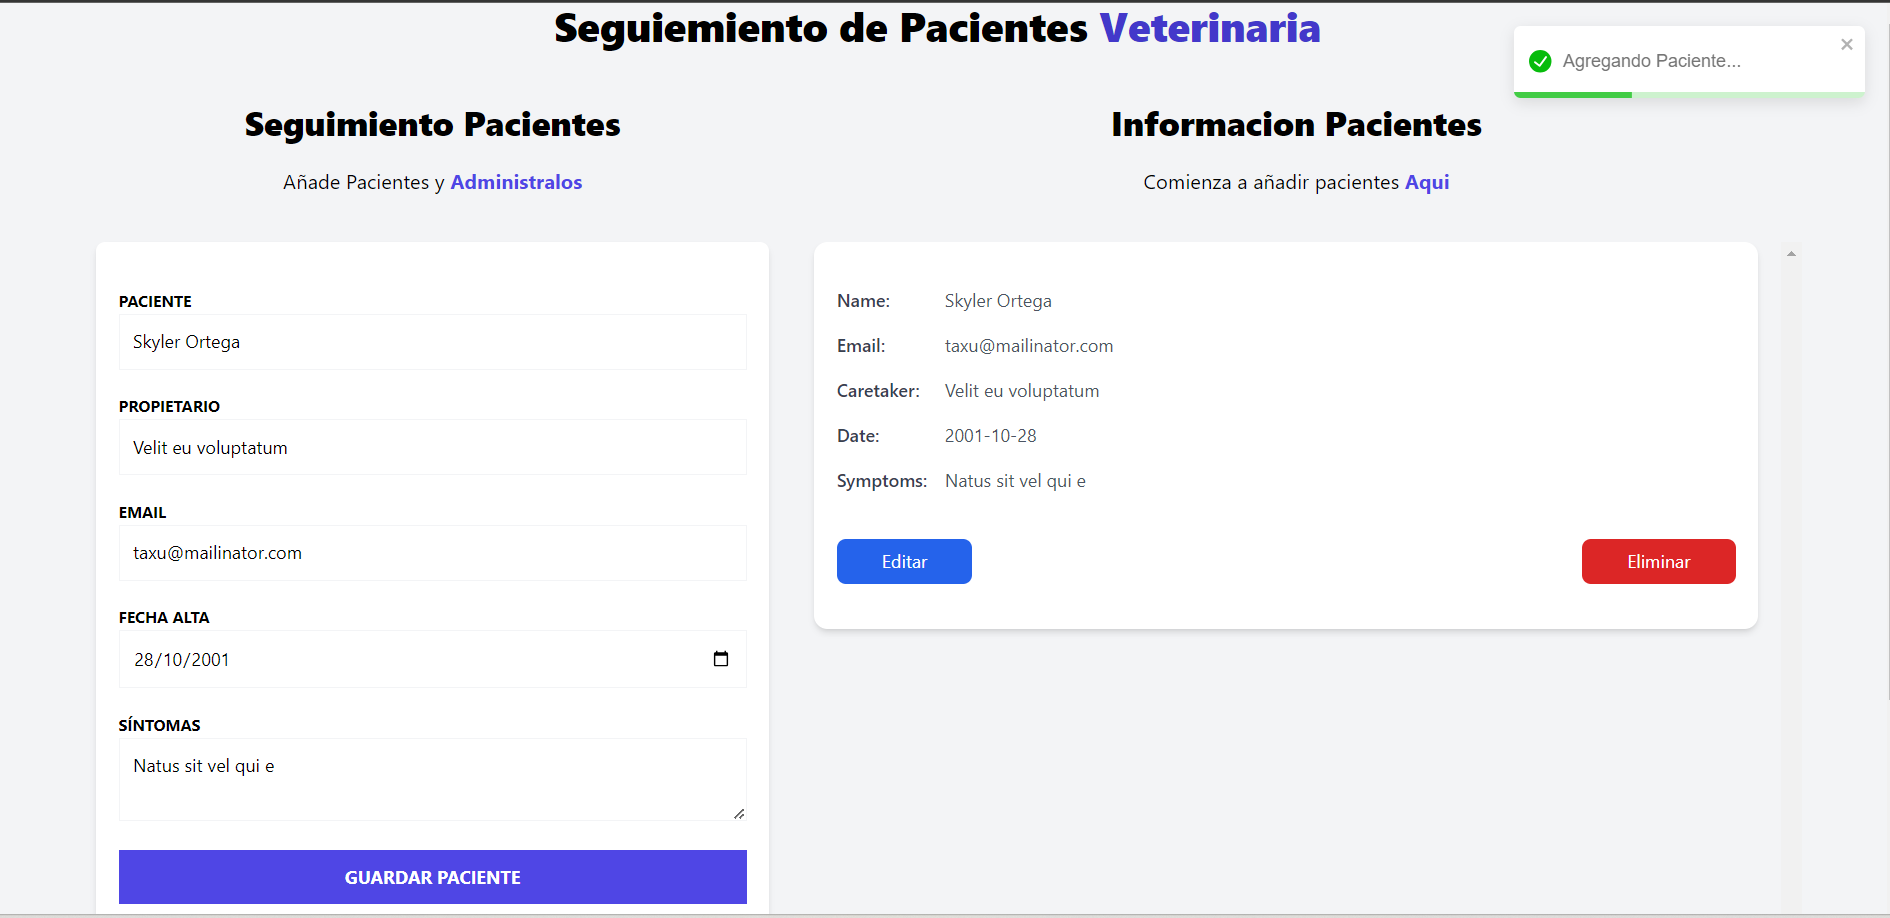 Seguiemiento de Pacientes Veterinaria
Agregando Paciente...
Seguimiento Pacientes
Añade Pacientes y Administralos
PACIENTE
Skyler Ortega
PROPIETARIO
Velit eu voluptatum
EMAIL
taxu@mailinator.com
FECHA ALTA
28/10/2001
SÍNTOMAS
Natus sit vel qui e
GUARDAR PACIENTE
Informacion Pacientes
Comienza a añadir pacientes Aqui
Name: Skyler Ortega
Email: taxu@mailinator.com
Caretaker: Velit eu voluptatum
Date: 2001-10-28
Symptoms: Natus sit vel qui e
Editar Eliminar